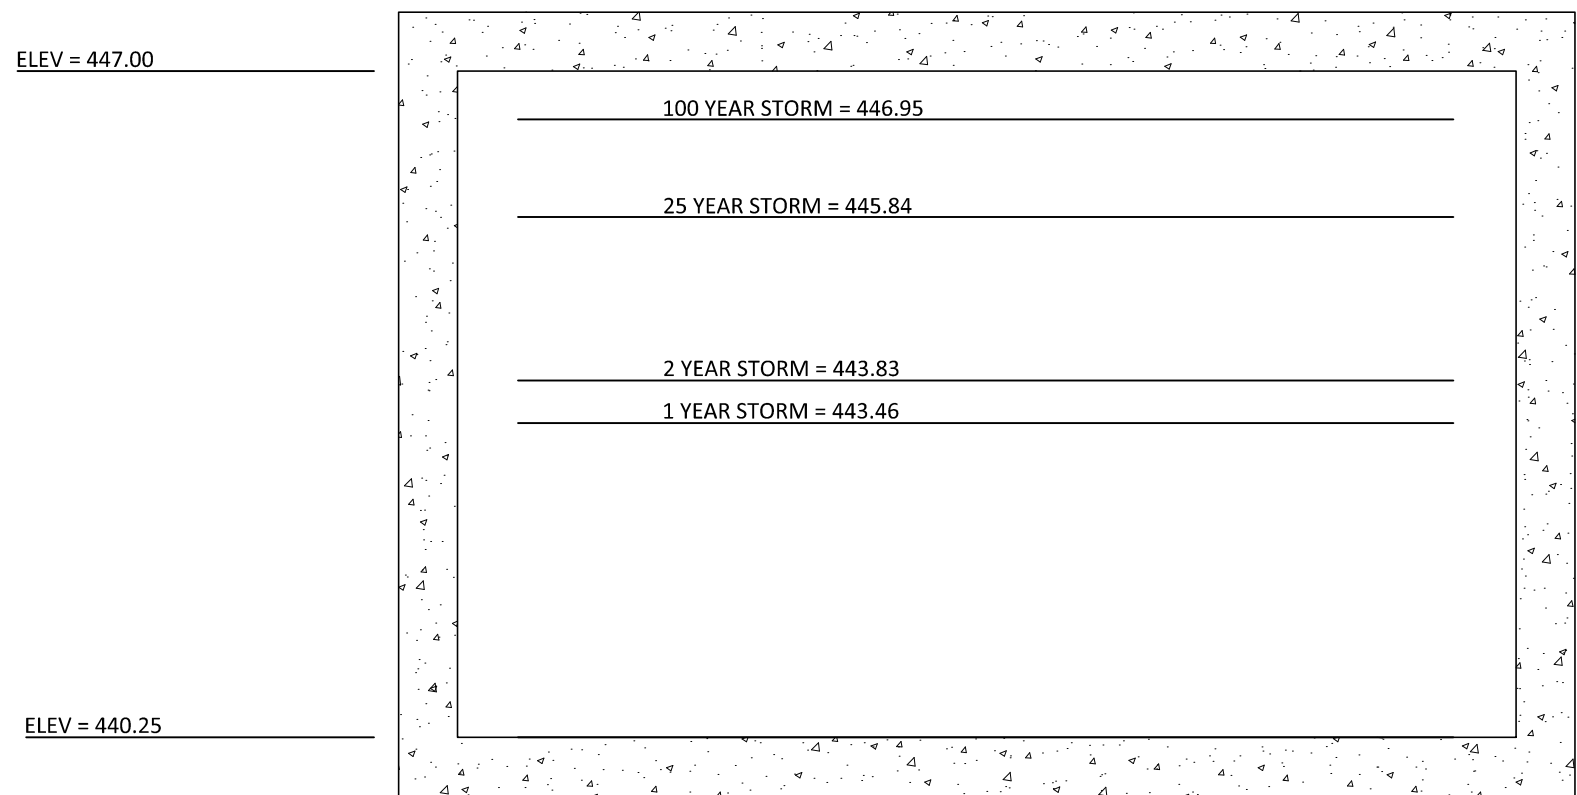 ELEV = 447.00
100 YEAR STORM = 446.95
25 YEAR STORM = 445.84
2 YEAR STORM = 443.83
1 YEAR STORM = 443.46
ELEV = 440.25